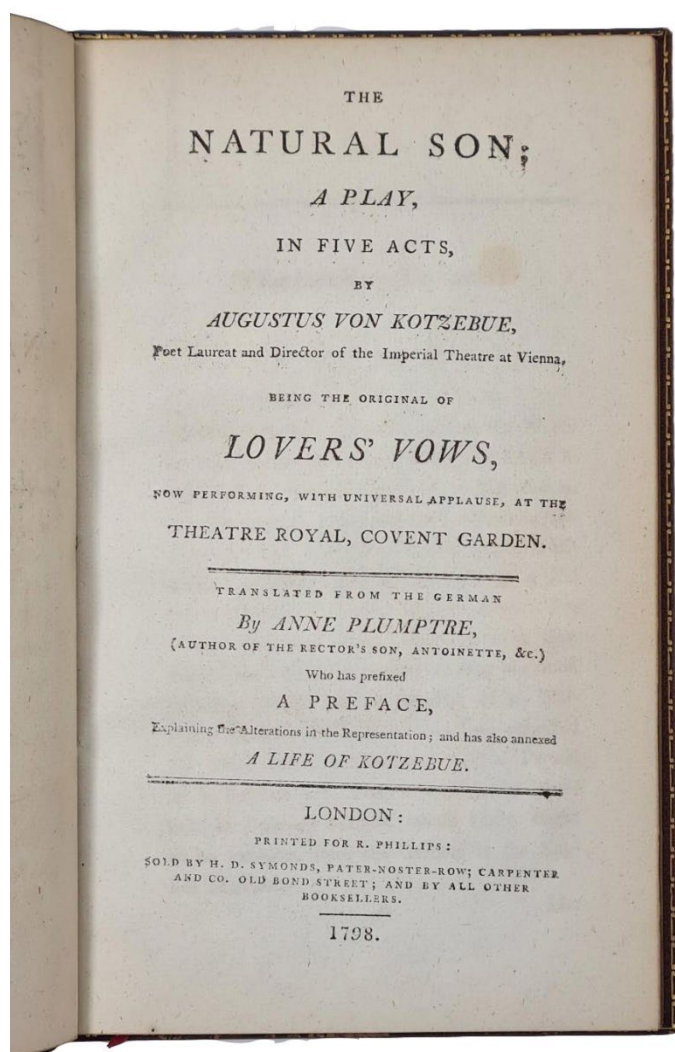 THE
NATURAL SON;
A PLAY,
IN FIVE ACTS,
BY
AUGUSTUS VON KOTZEBUE,
Poet Laureat and Director of the Imperial Theatre at Vienna,
BEING THE ORIGINAL OF
LOVERS' VOWS,
NOW PERFORMING, WITH UNIVERSAL APPLAUSE, AT THE
THEATRE ROYAL, COVENT GARDEN.
TRANSLATED FROM THE GERMAN
By ANNE PLUMPTRE,
(AUTHOR OF THE RECTOR'S SON, ANTOINETTE, &c.)
Who has prefixed
A PREFACE,
Explaining the Alterations in the Representation; and has also annexed
A LIFE OF KOTZEBUE.
LONDON:
PRINTED FOR R. PHILLIPS:
SOLD BY H. D. SYMONDS, PATER-NOSTER-ROW; CARPENTER
AND CO. OLD BOND STREET; AND BY ALL OTHER
BOOKSELLERS.
1798.